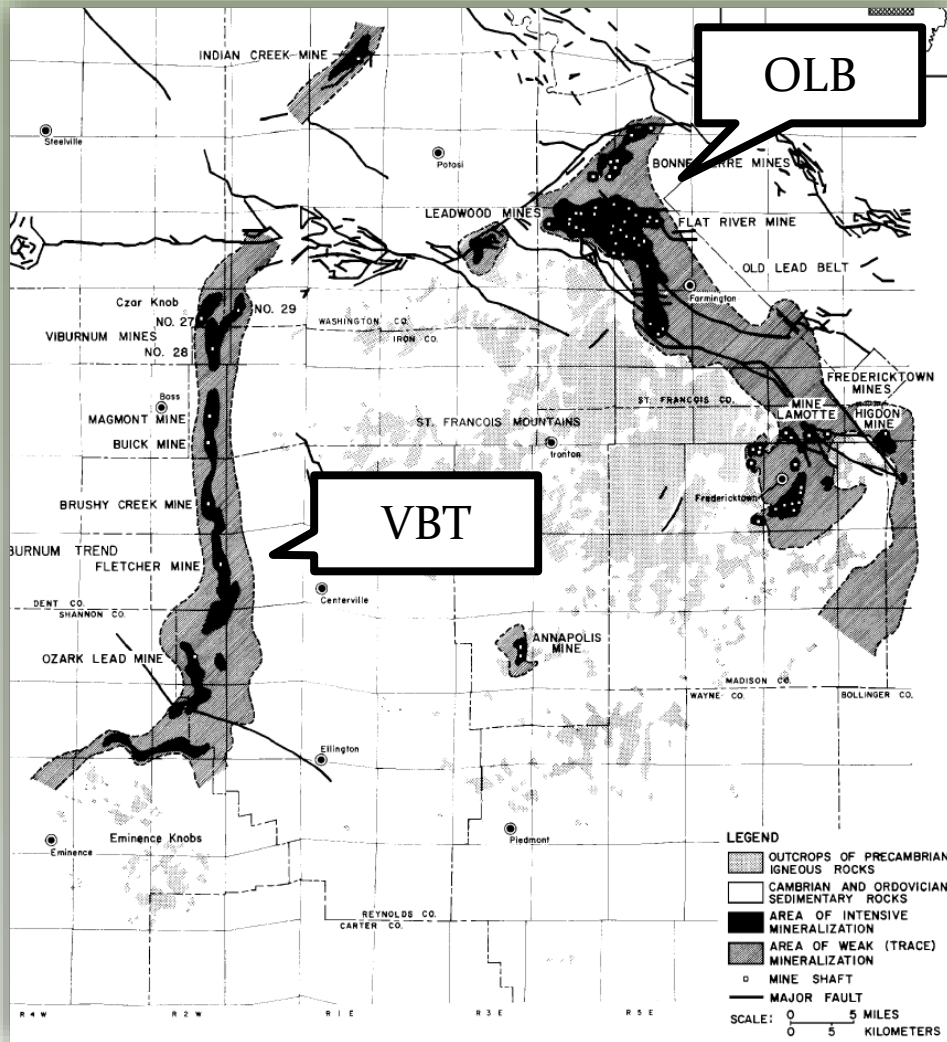 INDIAN CREEK MINE
OLB
Steelville
Potosi
BONNE
ERRE MINES
LEADWOOD MINES
FLAT RIVER MINE
OLD LEAD BELT
Farmington
Czar Knob
NO. 27
NO. 29
VIBURNUM MINES
NO. 28
WASHINGTON CO.
IRON CO.
FREDERICKTOWN
MINES
Boss
ST. FRANCOIS CO.
MINE
LAMOTTE
HIGDON
MINE
MAGMONT MINE
ST. FRANCOIS MOUNTAINS
BUICK MINE
Ironton
Fredericktown
BRUSHY CREEK MINE
VBT
BURNUM TREND
FLETCHER MINE
Centerville
DENT CO.
SHANNON CO.
ANNAPOLIS
MINE
OZARK LEAD MINE
MADISON CO.
WAYNE CO.
BOLLINGER CO.
Ellington
Eminence
Eminence Knobs
Piedmont
REYNOLDS CO.
CARTER CO.
LEGEND
OUTCROPS OF PRECAMBRIAN
IGNEOUS ROCKS
CAMBRIAN AND ORDOVICIAN
SEDIMENTARY ROCKS
AREA OF INTENSIVE
MINERALIZATION
AREA OF WEAK (TRACE)
MINERALIZATION
MINE SHAFT
MAJOR FAULT
SCALE: 0 5 MILES
0 5 KILOMETERS
R 4 W R 2 W R 1 E R 3 E R 5 E